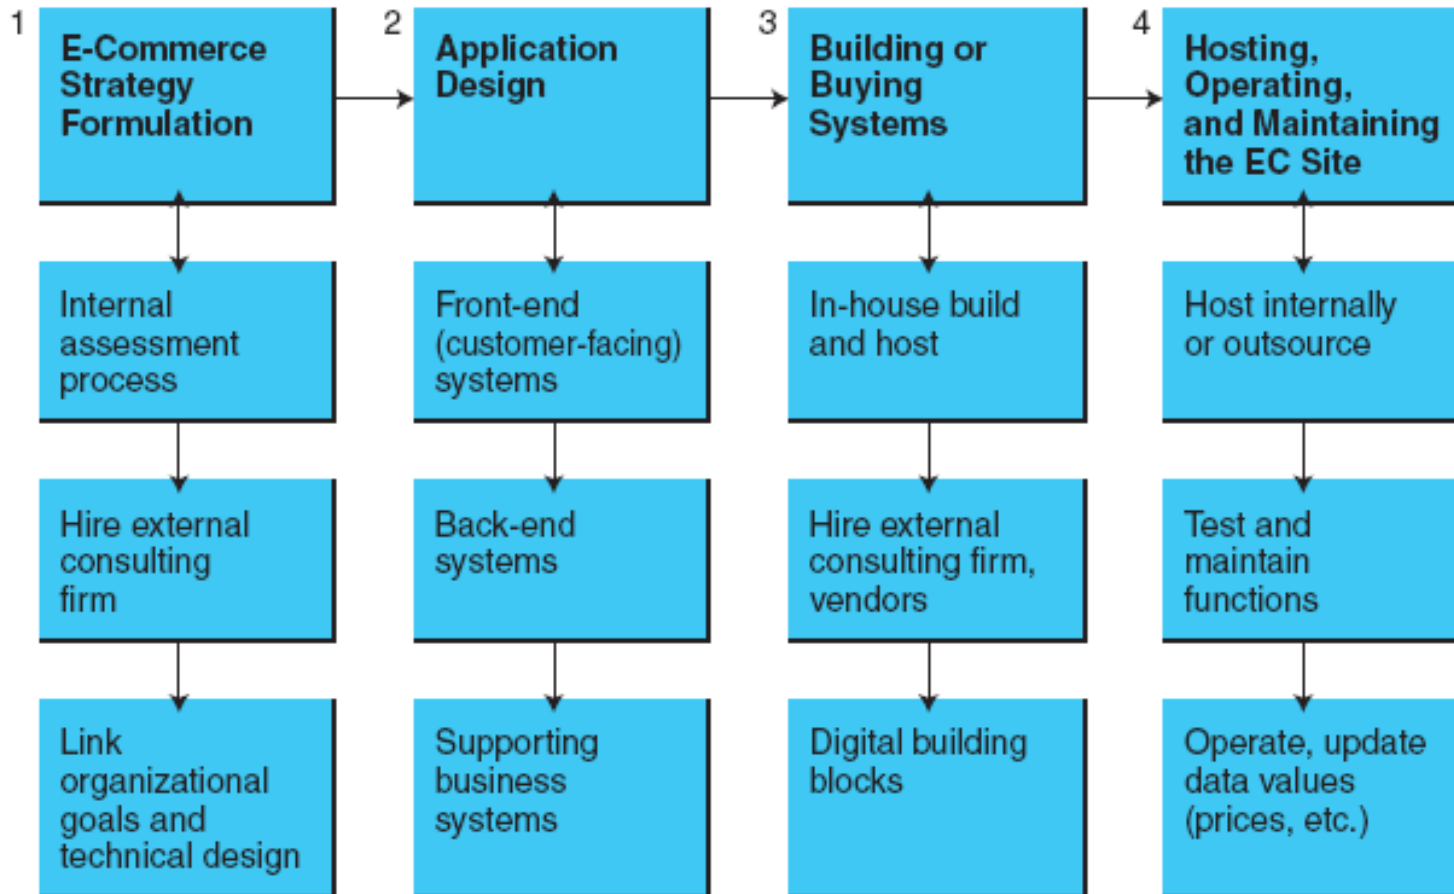 1
E-Commerce
Strategy
Formulation
2
Application
Design
3
Building or
Buying
Systems
4
Hosting,
Operating,
and Maintaining
the EC Site
Internal
assessment
process
Front-end
(customer-facing)
systems
In-house build
and host
Host internally
or outsource
Hire external
consulting
firm
Back-end
systems
Hire external
consulting firm,
vendors
Test and
maintain
functions
Link
organizational
goals and
technical design
Supporting
business
systems
Digital building
blocks
Operate, update
data values
(prices, etc.)